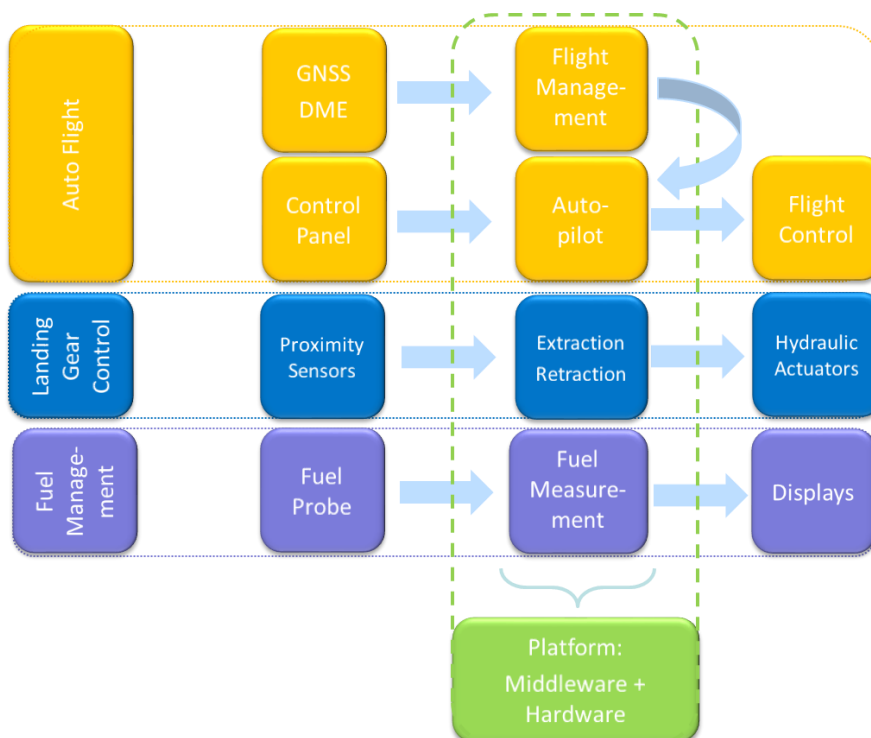 Auto Flight
GNSS
DME
Flight
Manage-
ment
Control
Panel
Auto-
pilot
Flight
Control
Landing
Gear
Control
Proximity
Sensors
Extraction
Retraction
Hydraulic
Actuators
Fuel
Manage-
ment
Fuel
Probe
Fuel
Measure-
ment
Displays
Platform:
Middleware +
Hardware